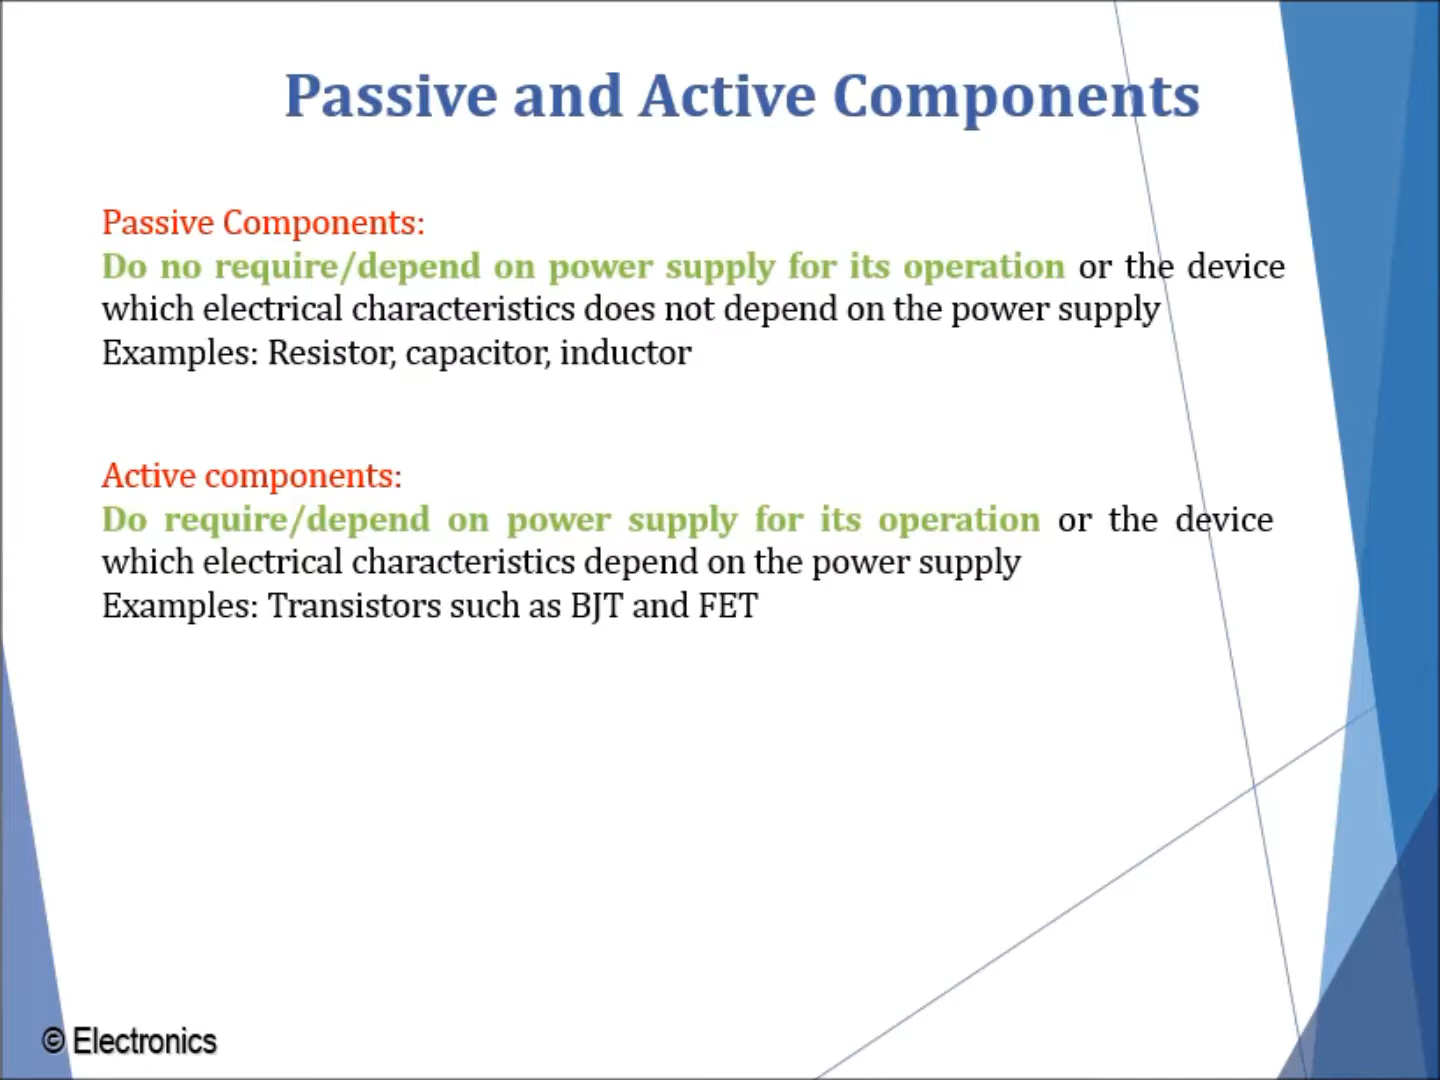 Passive and Active Components
Passive Components:
Do no require/depend on power supply for its operation or the device
which electrical characteristics does not depend on the power supply
Examples: Resistor, capacitor, inductor
Active components:
Do require/depend on power supply for its operation or the device
which electrical characteristics depend on the power supply
Examples: Transistors such as BJT and FET
© Electronics